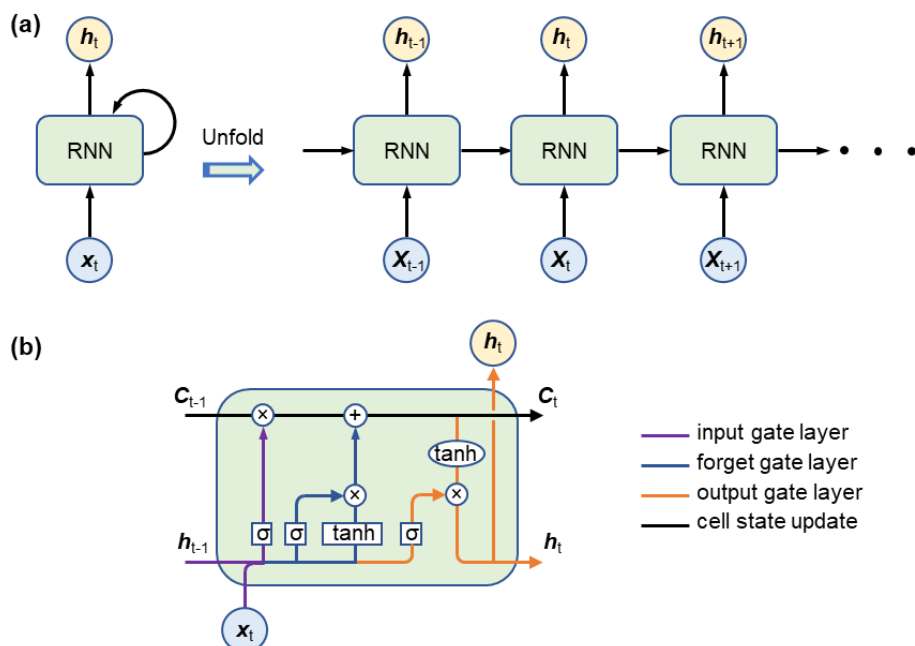 (a)
ht ht-1 ht ht+1
RNN Unfold RNN RNN RNN
xt Xt-1 Xt Xt+1
(b)
ht
Ct-1 Ct
× +
tanh
× ×
σ σ tanh σ
ht-1 ht
xt
input gate layer
forget gate layer
output gate layer
cell state update